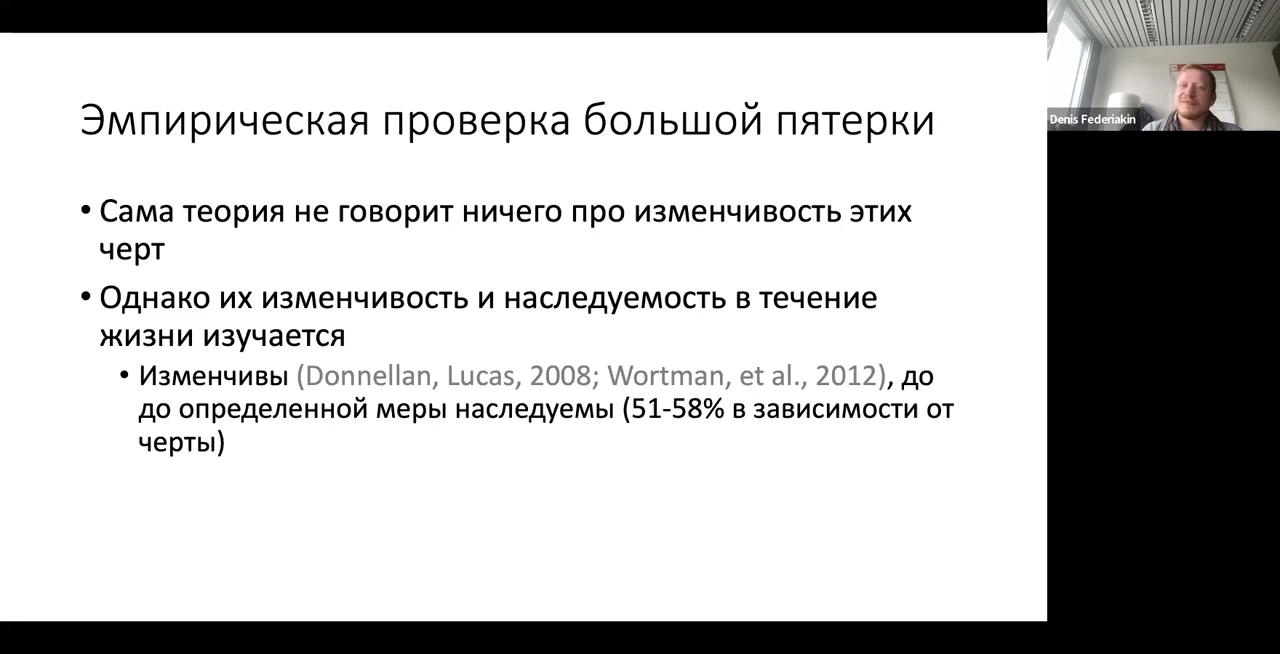 Эмпирическая проверка большой пятерки
• Сама теория не говорит ничего про изменчивость этих
черт
• Однако их изменчивость и наследуемость в течение
жизни изучается
• Изменчивы (Donnellan, Lucas, 2008; Wortman, et al., 2012), до
до определенной меры наследуемы (51-58% в зависимости от
черты)
Denis Federiakin